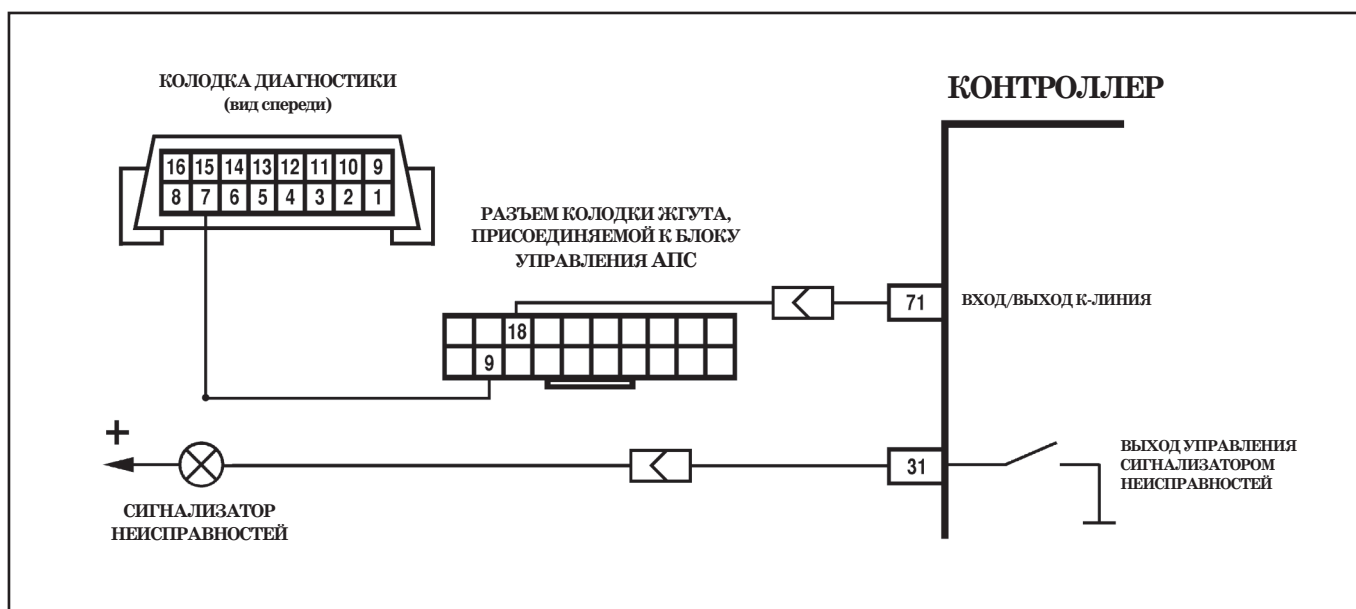 КОЛОДКА ДИАГНОСТИКИ
(вид спереди)
КОНТРОЛЛЕР
16 15 14 13 12 11 10 9
8 7 6 5 4 3 2 1
РАЗЪЕМ КОЛОДКИ ЖГУТА,
ПРИСОЕДИНЯЕМОЙ К БЛОКУ
УПРАВЛЕНИЯ АПС
71
ВХОД/ВЫХОД К-ЛИНИЯ
18
9
+
31
ВЫХОД УПРАВЛЕНИЯ
СИГНАЛИЗАТОРОМ
НЕИСПРАВНОСТЕЙ
СИГНАЛИЗАТОР
НЕИСПРАВНОСТЕЙ